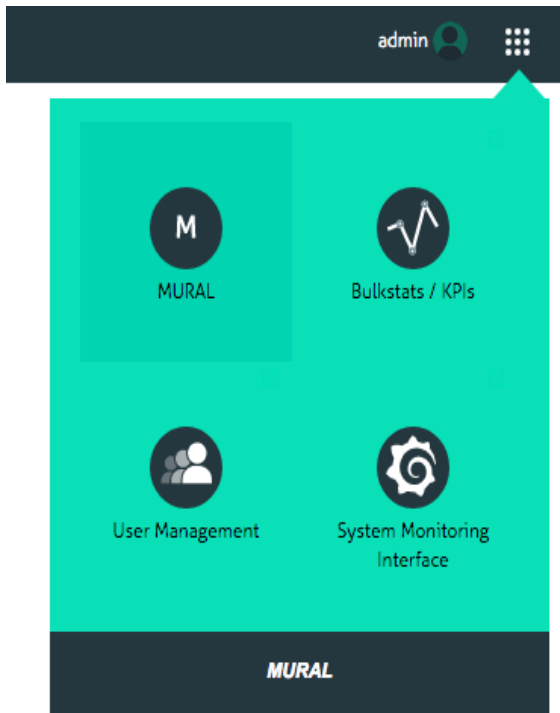 admin
M
MURAL
Bulkstats / KPIs
User Management
System Monitoring
Interface
MURAL